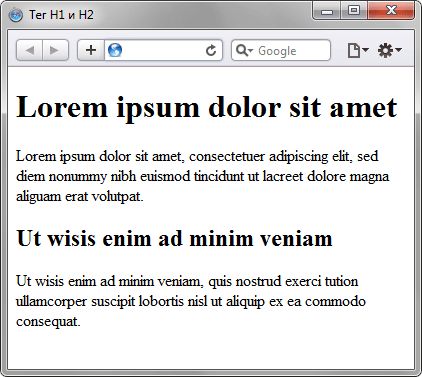 Тег H1 и H2
Google
Lorem ipsum dolor sit amet
Lorem ipsum dolor sit amet, consectetuer adipiscing elit, sed
diem nonummy nibh euismod tincidunt ut lacreet dolore magna
aliguam erat volutpat.
Ut wisis enim ad minim veniam
Ut wisis enim ad minim veniam, quis nostrud exerci tution
ullamcorper suscipit lobortis nisl ut aliquip ex ea commodo
consequat.